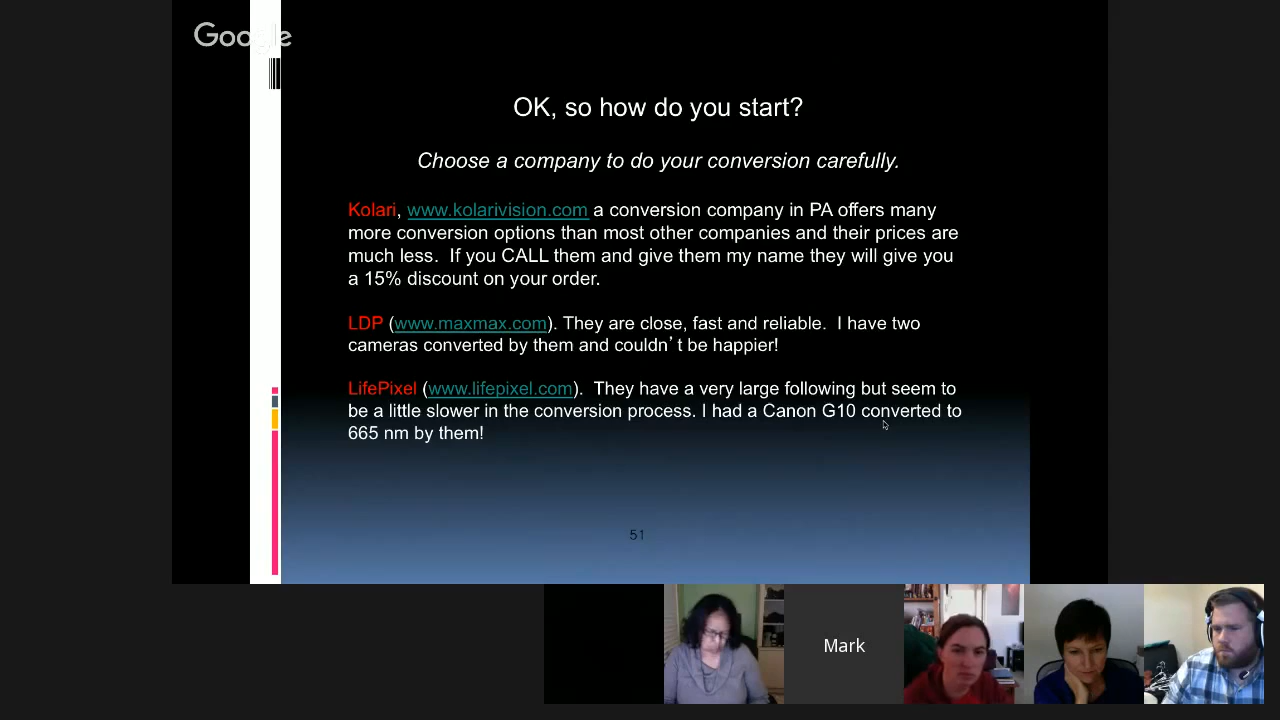 Google
OK, so how do you start?
Choose a company to do your conversion carefully.
Kolari, www.kolarivision.com a conversion company in PA offers many
more conversion options than most other companies and their prices are
much less.  If you CALL them and give them my name they will give you
a 15% discount on your order.
LDP (www.maxmax.com). They are close, fast and reliable.  I have two
cameras converted by them and couldn't be happier!
LifePixel (www.lifepixel.com).  They have a very large following but seem to
be a little slower in the conversion process. I had a Canon G10 converted to
665 nm by them!
51
Mark